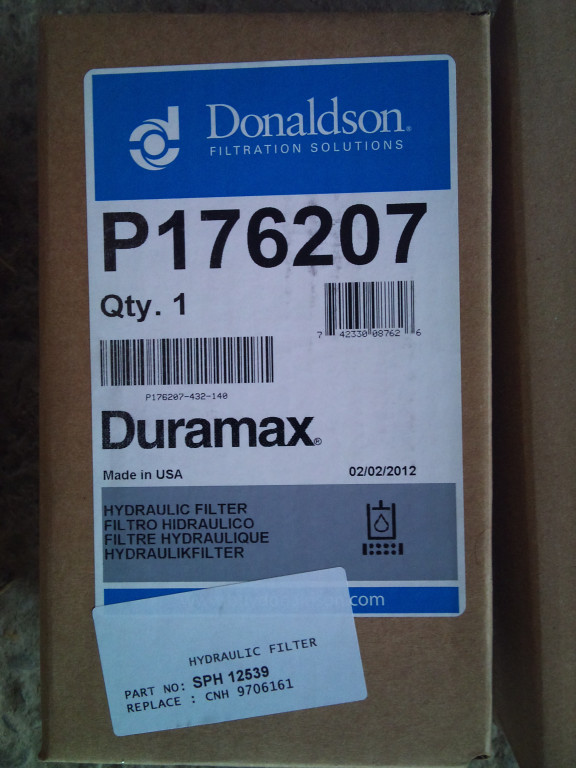 Donaldson®
FILTRATION SOLUTIONS
P176207
Qty. 1
7 42330 08762 6
P176207-432-140
Duramax®
Made in USA 02/02/2012
HYDRAULIC FILTER
FILTRO HIDRAULICO
FILTRE HYDRAULIQUE
HYDRAULIKFILTER
.com
HYDRAULIC FILTER
PART NO: SPH 12539
REPLACE : CNH 9706161